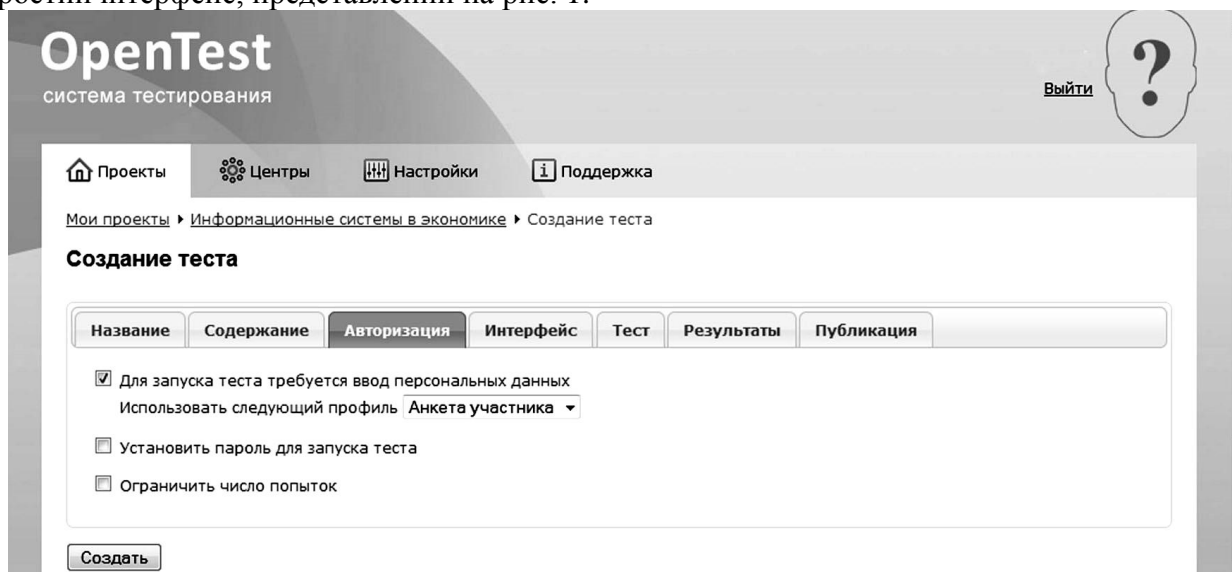 OpenTest
система тестирования
Выйти
?
Проекты Центры Настройки i Поддержка
Мои проекты Информационные системы в экономике Создание теста
Создание теста
Название Содержание Авторизация Интерфейс Тест Результаты Публикация
Для запуска теста требуется ввод персональных данных
Использовать следующий профиль Анкета участника
Установить пароль для запуска теста
Ограничить число попыток
Создать